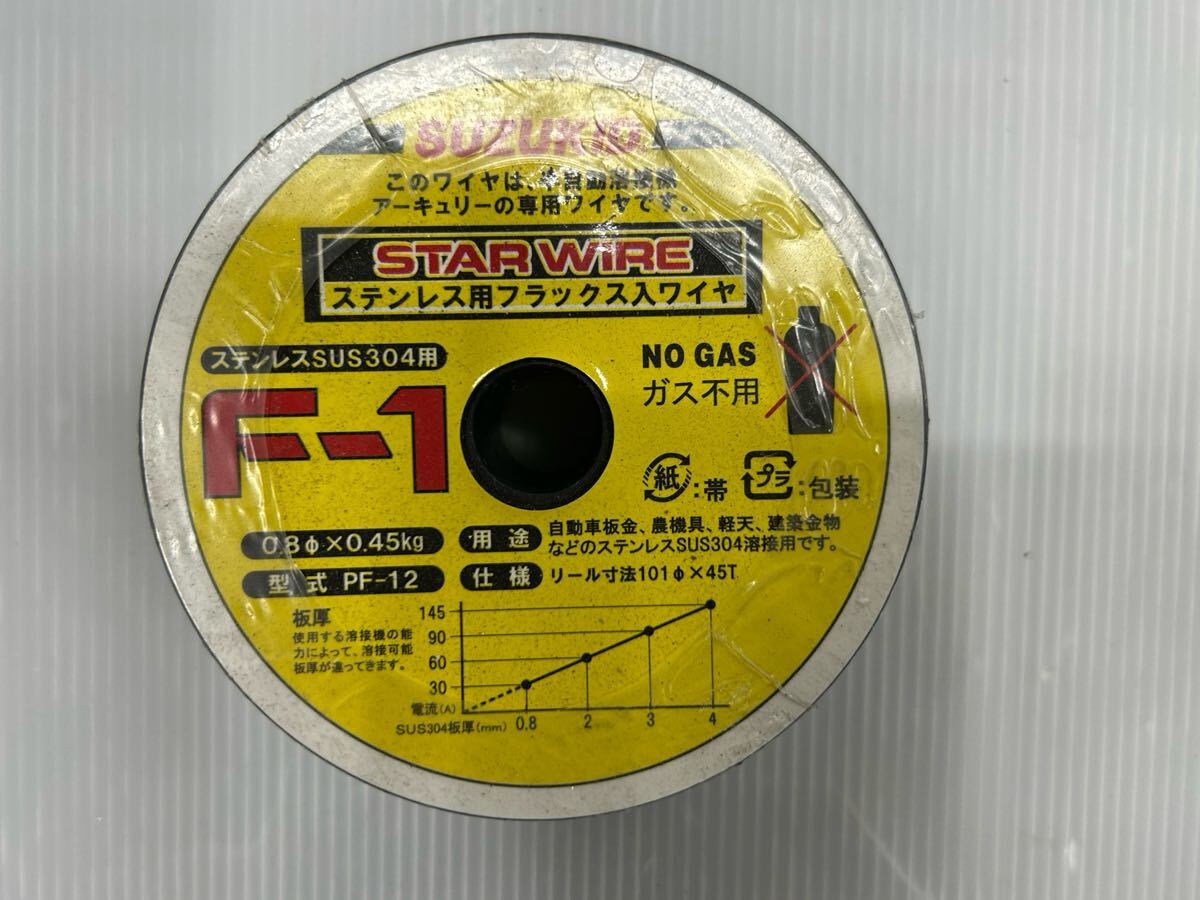 SUZUKID
このワイヤは、半自動溶接機
アーキュリーの専用ワイヤです。
STAR WIRE
ステンレス用フラックス入ワイヤ
ステンレスSUS304用
F-1
NO GAS
ガス不用
紙:帯 プラ:包装
0.8φ×0.45kg
型式 PF-12
用途 自動車板金、農機具、軽天、建築金物
などのステンレスSUS304溶接用です。
仕様 リール寸法101φ×45T
板厚
使用する溶接機の能
力によって、溶接可能
板厚が違ってきます。
145
90
60
30
電流(A)
SUS304板厚(mm) 0.8 2 3 4